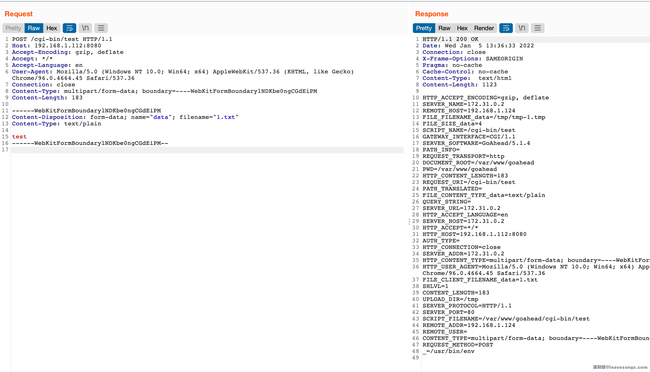 Request
Pretty Raw Hex \n
1 POST /cgi-bin/test HTTP/1.1
2 Host: 192.168.1.112:8080
3 Accept-Encoding: gzip, deflate
4 Accept: */*
5 Accept-Language: en
6 User-Agent: Mozilla/5.0 (Windows NT 10.0; Win64; x64) AppleWebKit/537.36 (KHTML, like Gecko)
Chrome/96.0.4664.45 Safari/537.36
7 Connection: close
8 Content-Type: multipart/form-data; boundary=----WebKitFormBoundarylNDKbe0ngCGdEiPM
9 Content-Length: 183
10
11 ------WebKitFormBoundarylNDKbe0ngCGdEiPM
12 Content-Disposition: form-data; name="data"; filename="1.txt"
13 Content-Type: text/plain
14
15 test
16 ------WebKitFormBoundarylNDKbe0ngCGdEiPM--
17
Response
Pretty Raw Hex Render \n
1 HTTP/1.1 200 OK
2 Date: Wed Jan 5 13:36:33 2022
3 Connection: close
4 X-Frame-Options: SAMEORIGIN
5 Pragma: no-cache
6 Cache-Control: no-cache
7 Content-Type: text/html
8 Content-Length: 1123
9
10 HTTP_ACCEPT_ENCODING=gzip, deflate
11 SERVER_NAME=172.31.0.2
12 REMOTE_HOST=192.168.1.124
13 FILE_FILENAME_data=/tmp/tmp-1.tmp
14 FILE_SIZE_data=4
15 SCRIPT_NAME=/cgi-bin/test
16 GATEWAY_INTERFACE=CGI/1.1
17 SERVER_SOFTWARE=GoAhead/5.1.4
18 PATH_INFO=
19 REQUEST_TRANSPORT=http
20 DOCUMENT_ROOT=/var/www/goahead
21 PWD=/var/www/goahead
22 HTTP_CONTENT_LENGTH=183
23 REQUEST_URI=/cgi-bin/test
24 PATH_TRANSLATED=
25 FILE_CONTENT_TYPE_data=text/plain
26 QUERY_STRING=
27 SERVER_URL=172.31.0.2
28 HTTP_ACCEPT_LANGUAGE=en
29 SERVER_HOST=172.31.0.2
30 HTTP_ACCEPT=*/*
31 HTTP_HOST=192.168.1.112:8080
32 AUTH_TYPE=
33 HTTP_CONNECTION=close
34 SERVER_ADDR=172.31.0.2
35 HTTP_CONTENT_TYPE=multipart/form-data; boundary=----WebKitForm
36 HTTP_USER_AGENT=Mozilla/5.0 (Windows NT 10.0; Win64; x64) App
Chrome/96.0.4664.45 Safari/537.36
37 FILE_CLIENT_FILENAME_data=1.txt
38 SHLVL=1
39 CONTENT_LENGTH=183
40 UPLOAD_DIR=/tmp
41 SERVER_PROTOCOL=HTTP/1.1
42 SERVER_PORT=80
43 SCRIPT_FILENAME=/var/www/goahead/cgi-bin/test
44 REMOTE_ADDR=192.168.1.124
45 REMOTE_USER=
46 CONTENT_TYPE=multipart/form-data; boundary=----WebKitFormBoun
47 REQUEST_METHOD=POST
48 _=/usr/bin/env
49